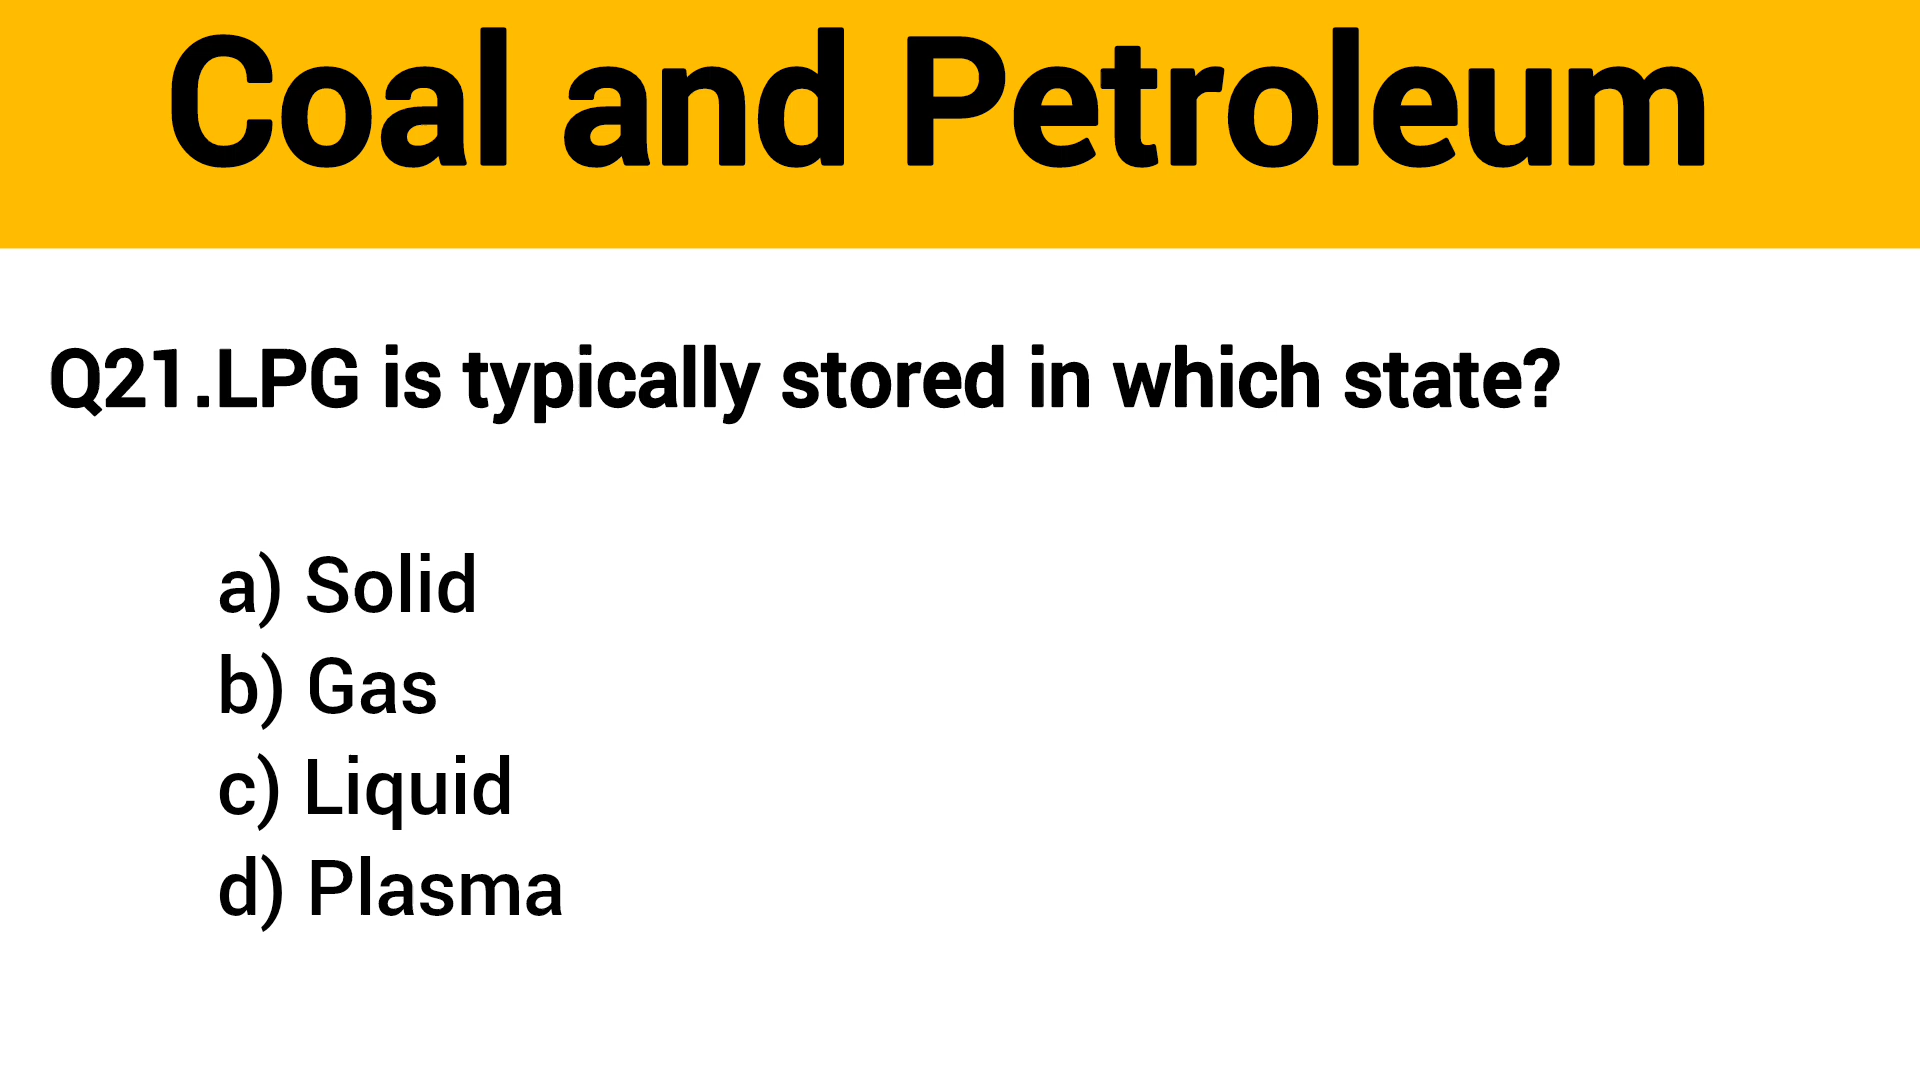 Coal and Petroleum
Q21.LPG is typically stored in which state?
a) Solid
b) Gas
c) Liquid
d) Plasma